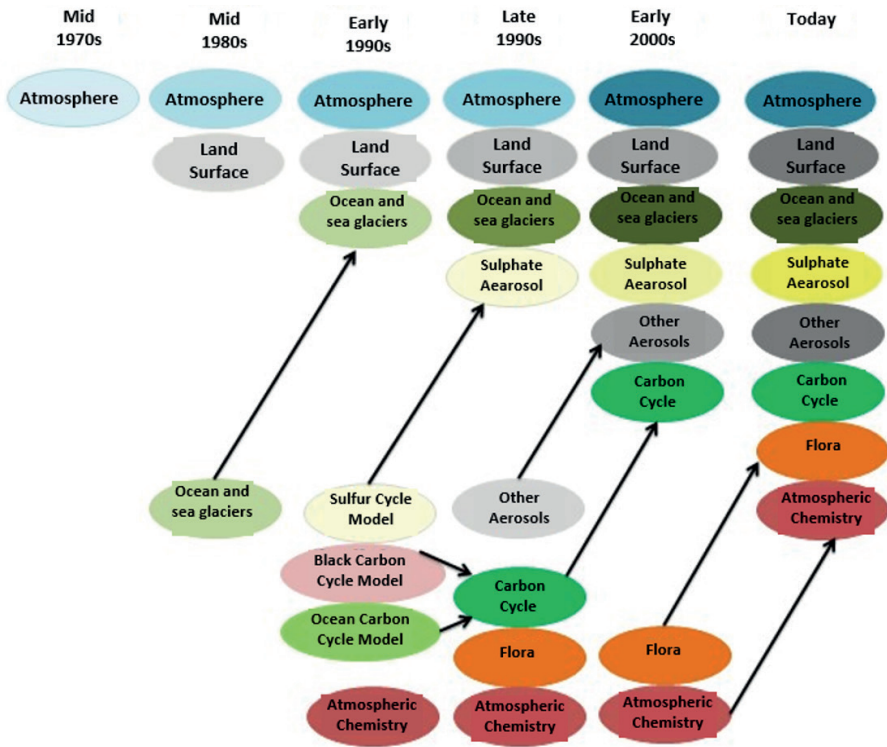 Mid
1970s
Mid
1980s
Early
1990s
Late
1990s
Early
2000s
Today
Atmosphere
Atmosphere
Atmosphere
Atmosphere
Atmosphere
Atmosphere
Land
Surface
Land
Surface
Land
Surface
Land
Surface
Land
Surface
Ocean and
sea glaciers
Ocean and
sea glaciers
Ocean and
sea glaciers
Ocean and
sea glaciers
Sulphate
Aearosol
Sulphate
Aearosol
Sulphate
Aearosol
Other
Aerosols
Other
Aerosols
Carbon
Cycle
Carbon
Cycle
Flora
Ocean and
sea glaciers
Sulfur Cycle
Model
Other
Aerosols
Atmospheric
Chemistry
Black Carbon
Cycle Model
Carbon
Cycle
Ocean Carbon
Cycle Model
Flora
Flora
Atmospheric
Chemistry
Atmospheric
Chemistry
Atmospheric
Chemistry